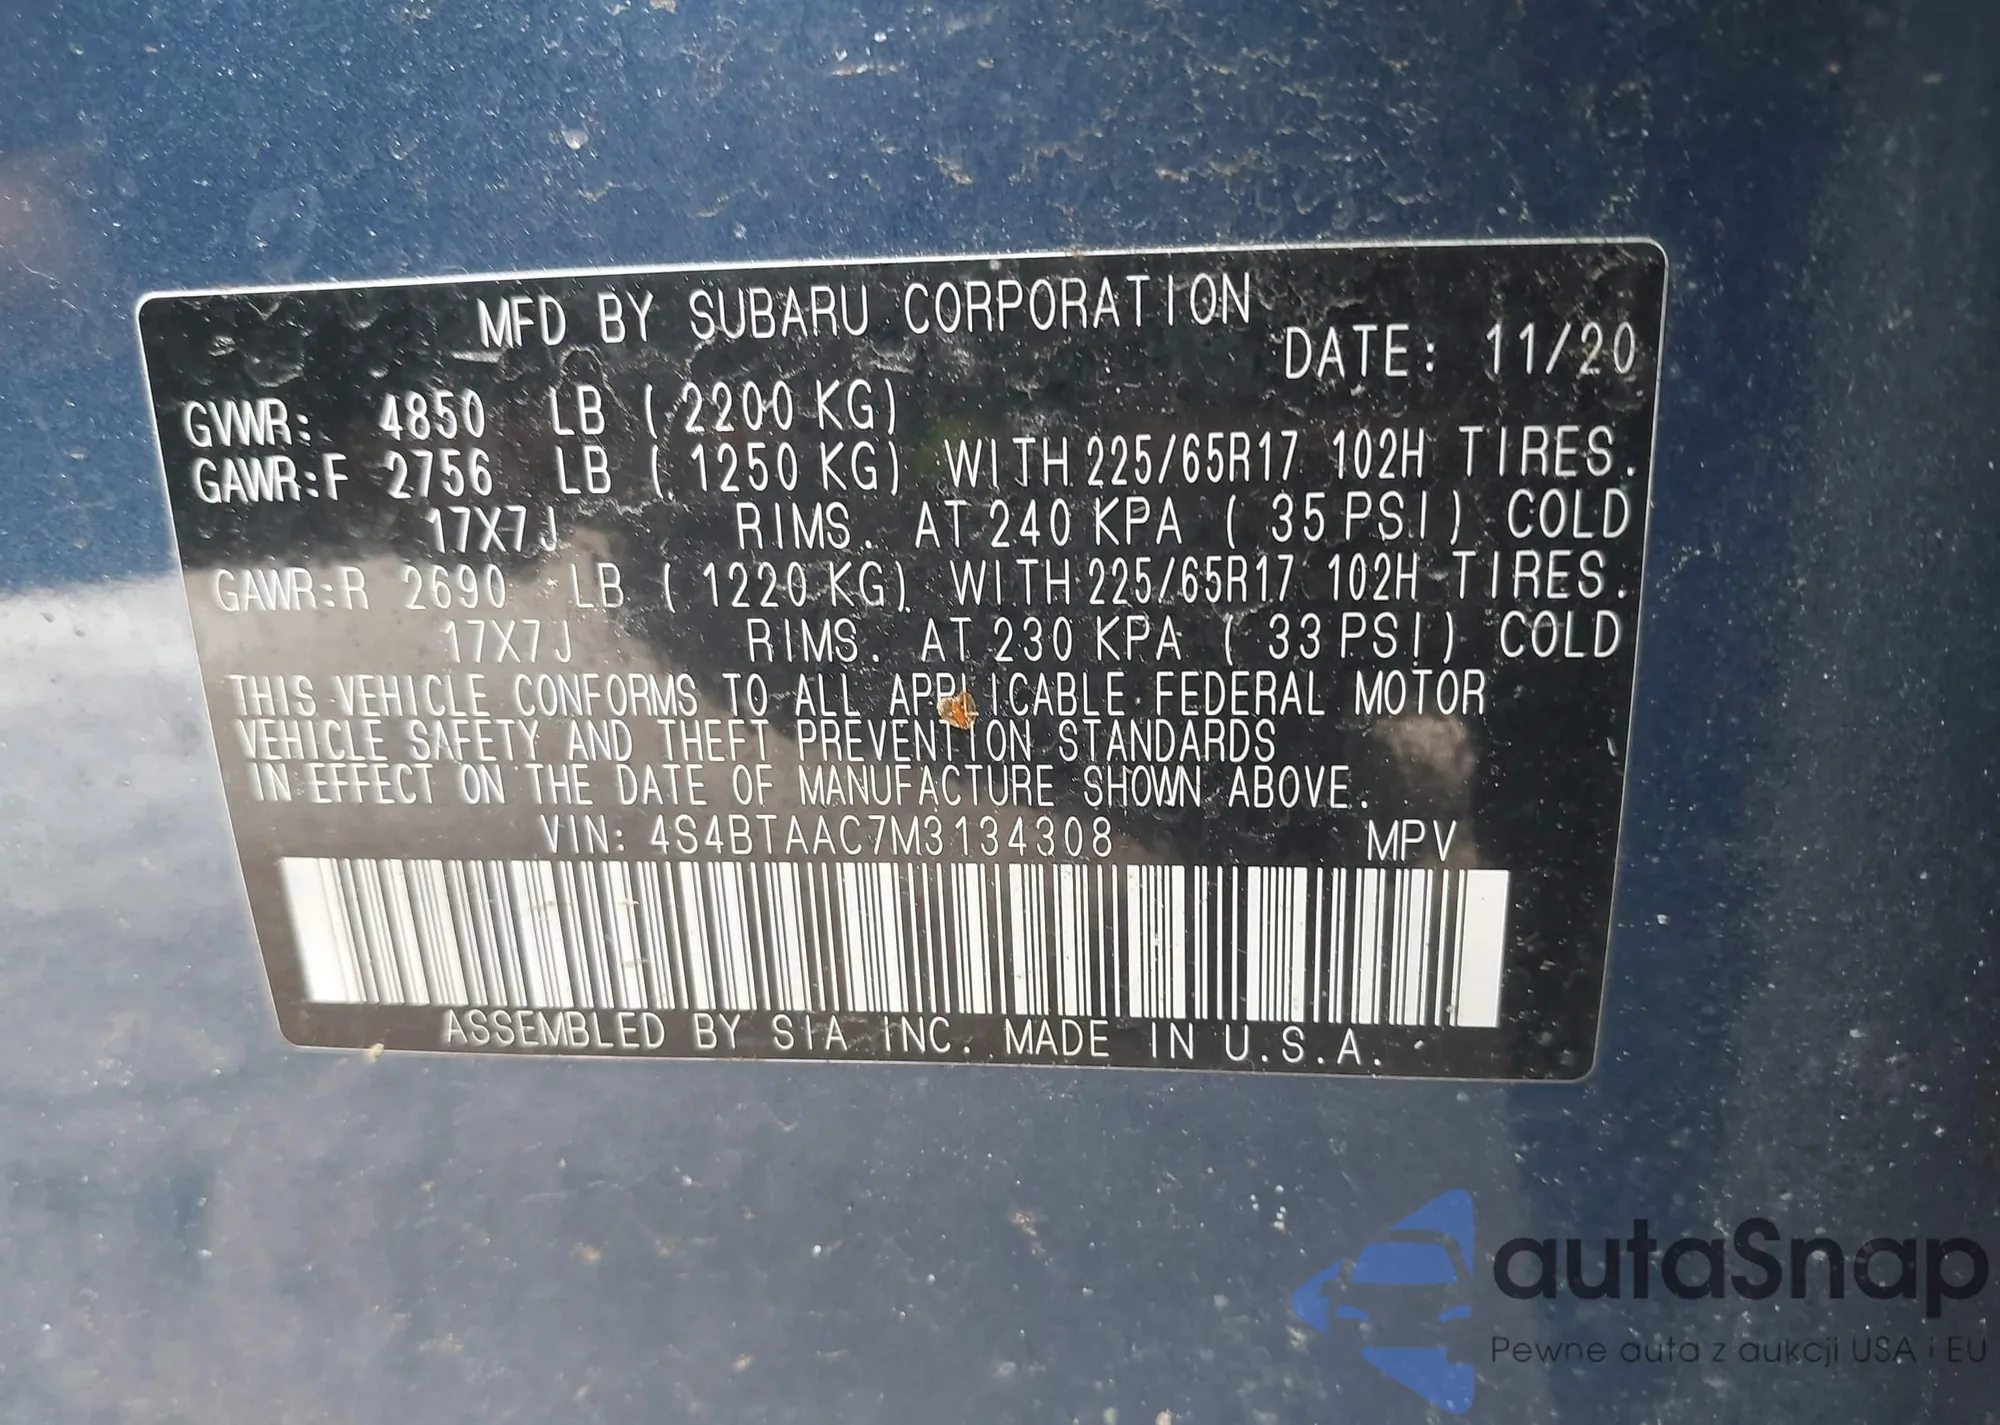 MFD BY SUBARU CORPORATION
DATE: 11/20
GVWR: 4850 LB ( 2200 KG)
GAWR:F 2756 LB ( 1250 KG) WITH 225/65R17 102H TIRES.
17X7J RIMS. AT 240 KPA ( 35 PSI) COLD
GAWR:R 2690 LB ( 1220 KG) WITH 225/65R17 102H TIRES.
17X7J RIMS. AT 230 KPA ( 33 PSI) COLD
THIS VEHICLE CONFORMS TO ALL APPLICABLE FEDERAL MOTOR
VEHICLE SAFETY AND THEFT PREVENTION STANDARDS
IN EFFECT ON THE DATE OF MANUFACTURE SHOWN ABOVE.
VIN: 4S4BTAAC7M3134308 MPV
ASSEMBLED BY SIA INC. MADE IN U.S.A.
autaSnap
Pewne auta z aukcji USA i EU